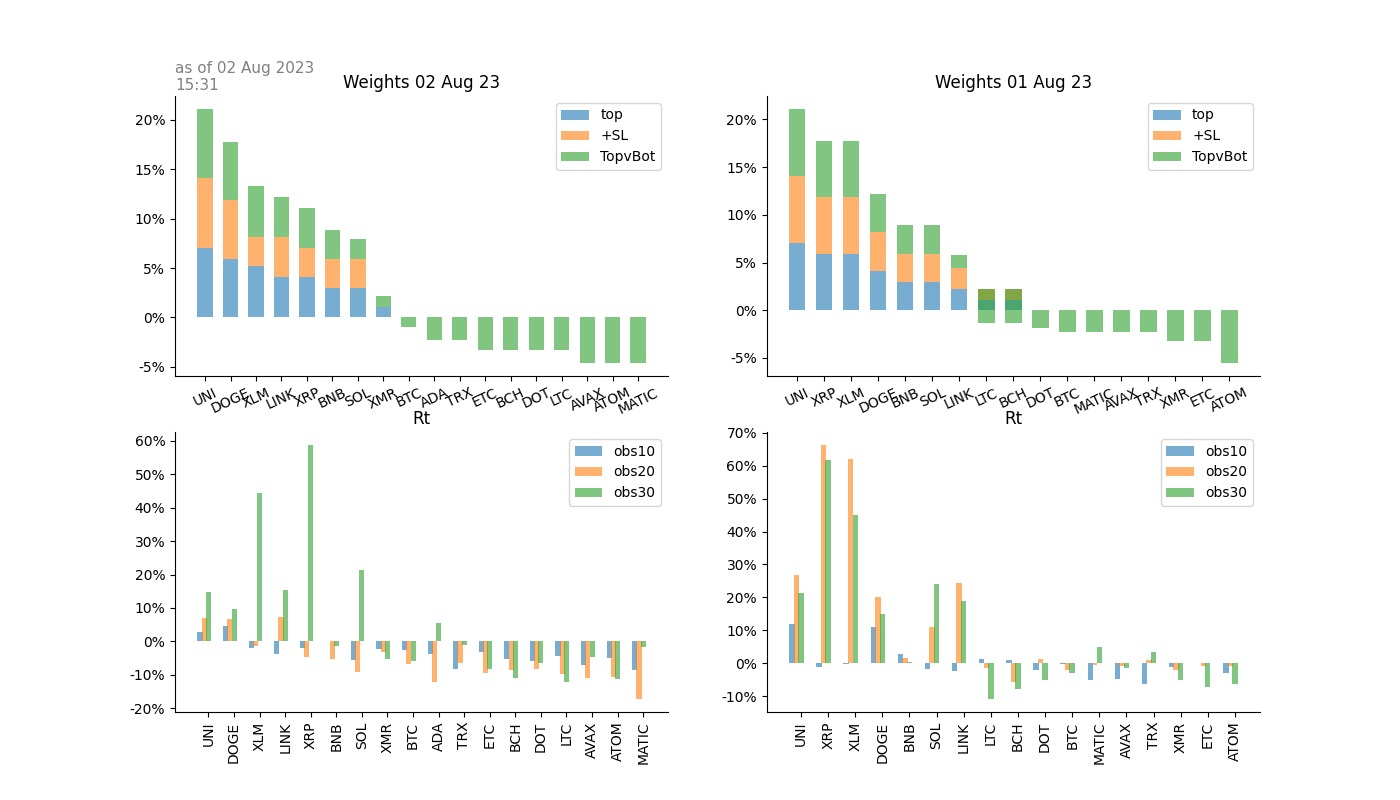 as of 02 Aug 2023
15:31
Weights 02 Aug 23
20%
15%
10%
5%
0%
-5%
top
+SL
TopvBot
UNI DOGE XLM LINK XRP BNB SOL XMR BTC ADA TRX ETC BCH DOT LTC AVAX ATOM MATIC
Weights 01 Aug 23
20%
15%
10%
5%
0%
-5%
top
+SL
TopvBot
UNI XRP XLM DOGE BNB SOL LINK LTC BCH DOT BTC MATIC AVAX TRX XMR ETC ATOM
Rt
60%
50%
40%
30%
20%
10%
0%
-10%
-20%
obs10
obs20
obs30
UNI DOGE XLM LINK XRP BNB SOL XMR BTC ADA TRX ETC BCH DOT LTC AVAX ATOM MATIC
Rt
70%
60%
50%
40%
30%
20%
10%
0%
-10%
obs10
obs20
obs30
UNI XRP XLM DOGE BNB SOL LINK LTC BCH DOT BTC MATIC AVAX TRX XMR ETC ATOM